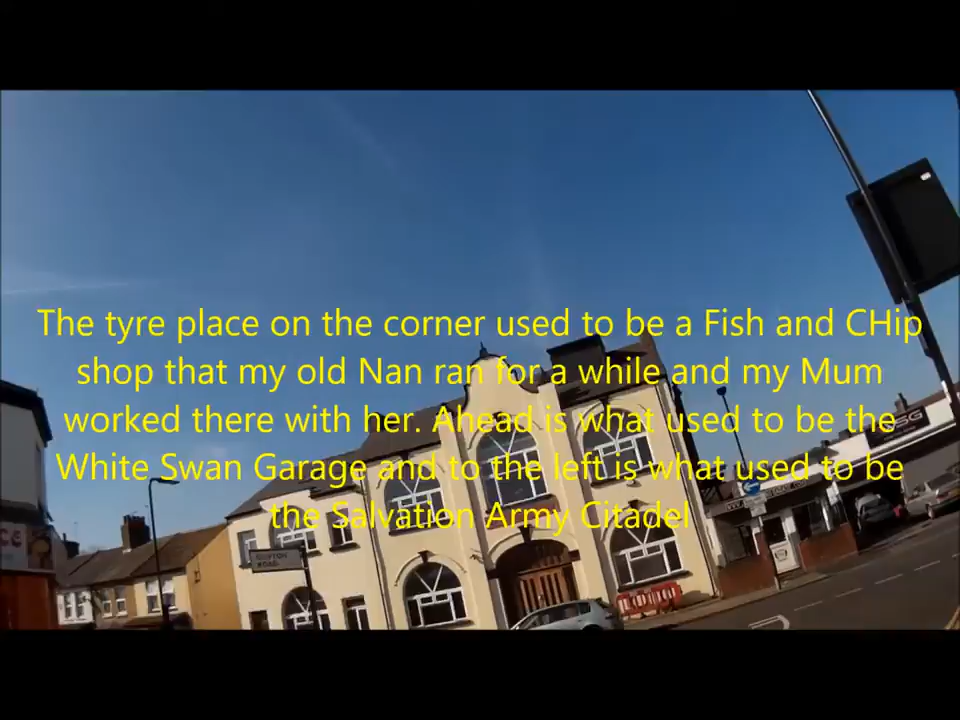 The tyre place on the corner used to be a Fish and CHip
shop that my old Nan ran for a while and my Mum
worked there with her. Ahead is what used to be the
White Swan Garage and to the left is what used to be
the Salvation Army Citadel
ROAD